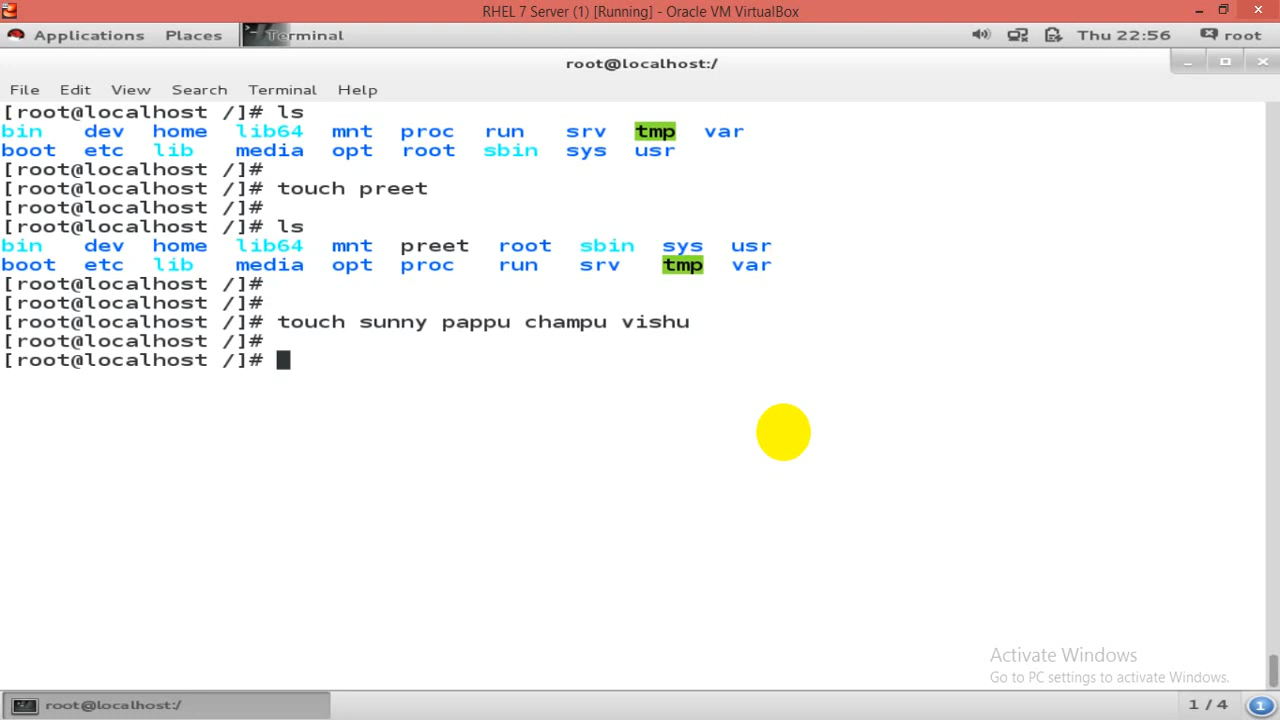 RHEL 7 Server (1) [Running] - Oracle VM VirtualBox
Applications Places Terminal Thu 22:56 root
root@localhost:/
File Edit View Search Terminal Help
[root@localhost /]# ls
bin dev home lib64 mnt proc run srv tmp var
boot etc lib media opt root sbin sys usr
[root@localhost /]#
[root@localhost /]# touch preet
[root@localhost /]#
[root@localhost /]# ls
bin dev home lib64 mnt preet root sbin sys usr
boot etc lib media opt proc run srv tmp var
[root@localhost /]#
[root@localhost /]#
[root@localhost /]# touch sunny pappu champu vishu
[root@localhost /]#
[root@localhost /]#
Activate Windows
Go to PC settings to activate Windows.
root@localhost:/ 1 / 4 1